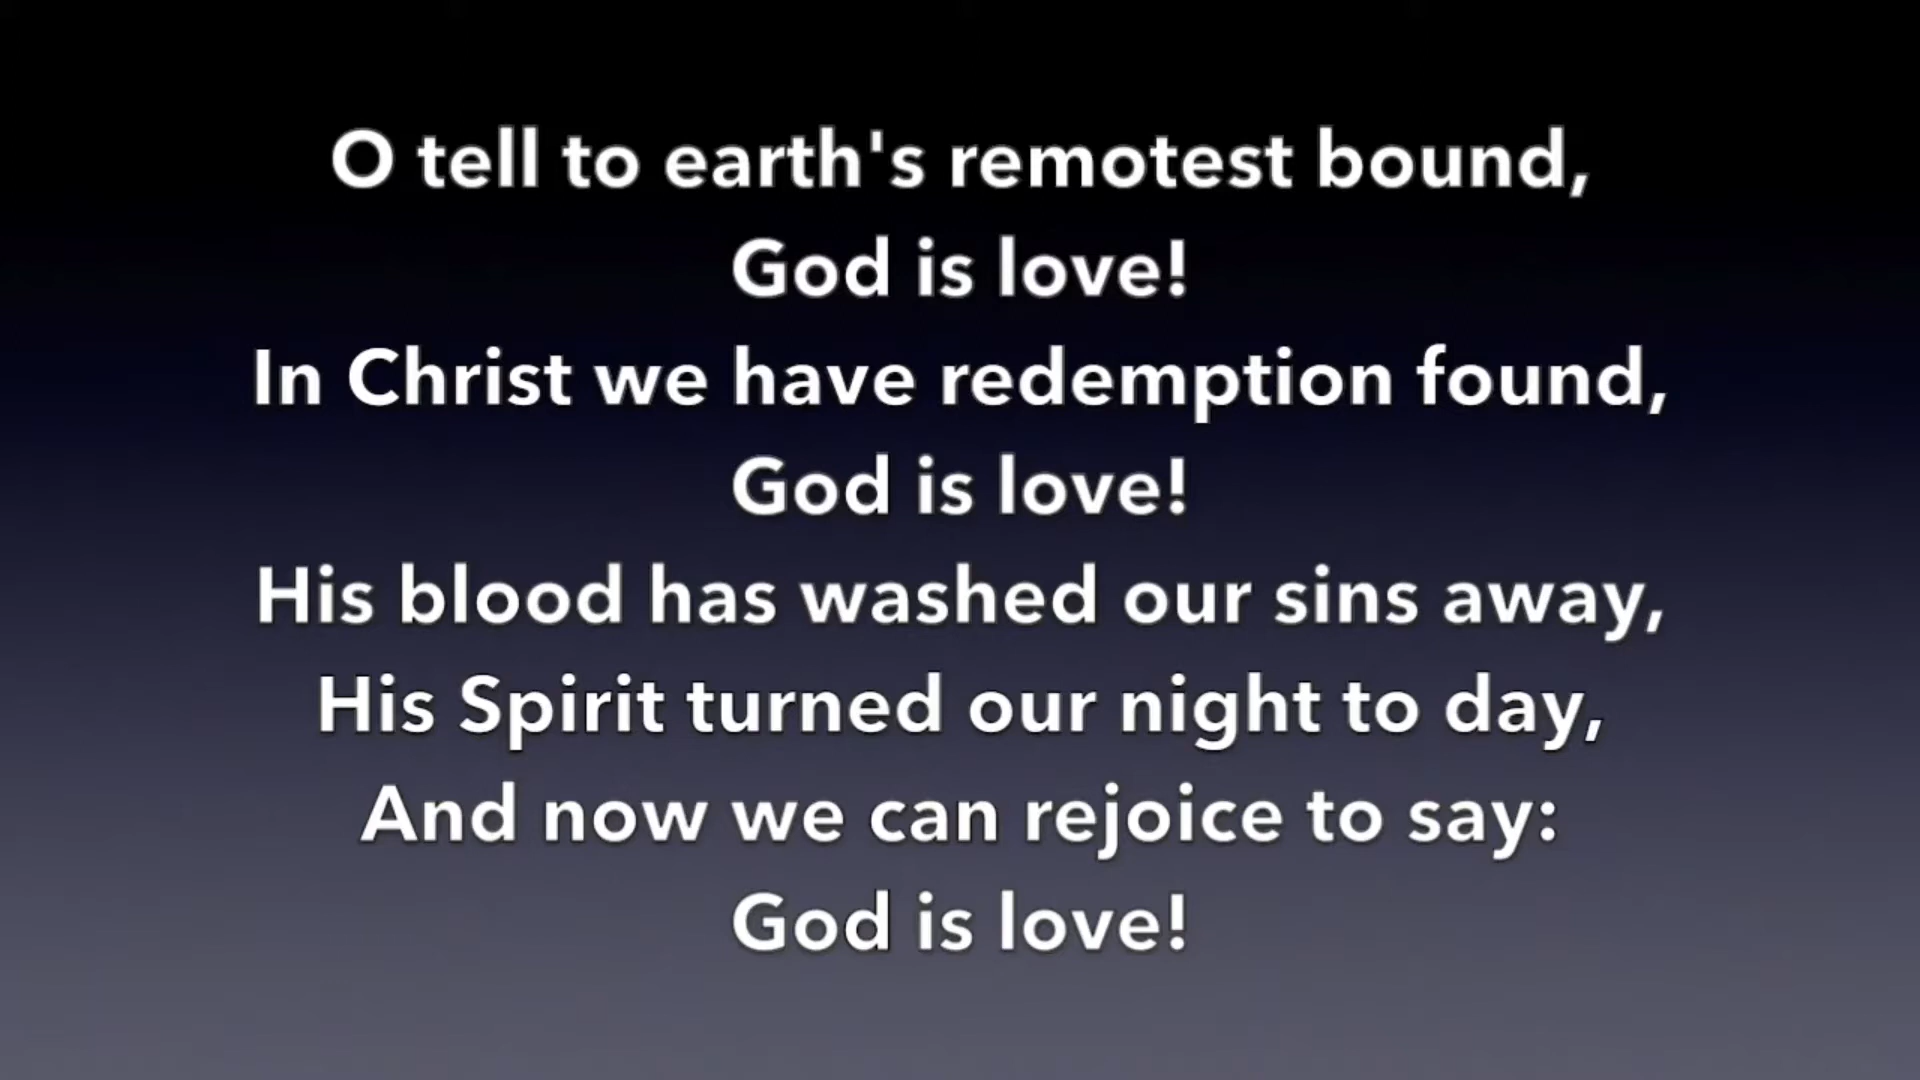 O tell to earth's remotest bound,
God is love!
In Christ we have redemption found,
God is love!
His blood has washed our sins away,
His Spirit turned our night to day,
And now we can rejoice to say:
God is love!